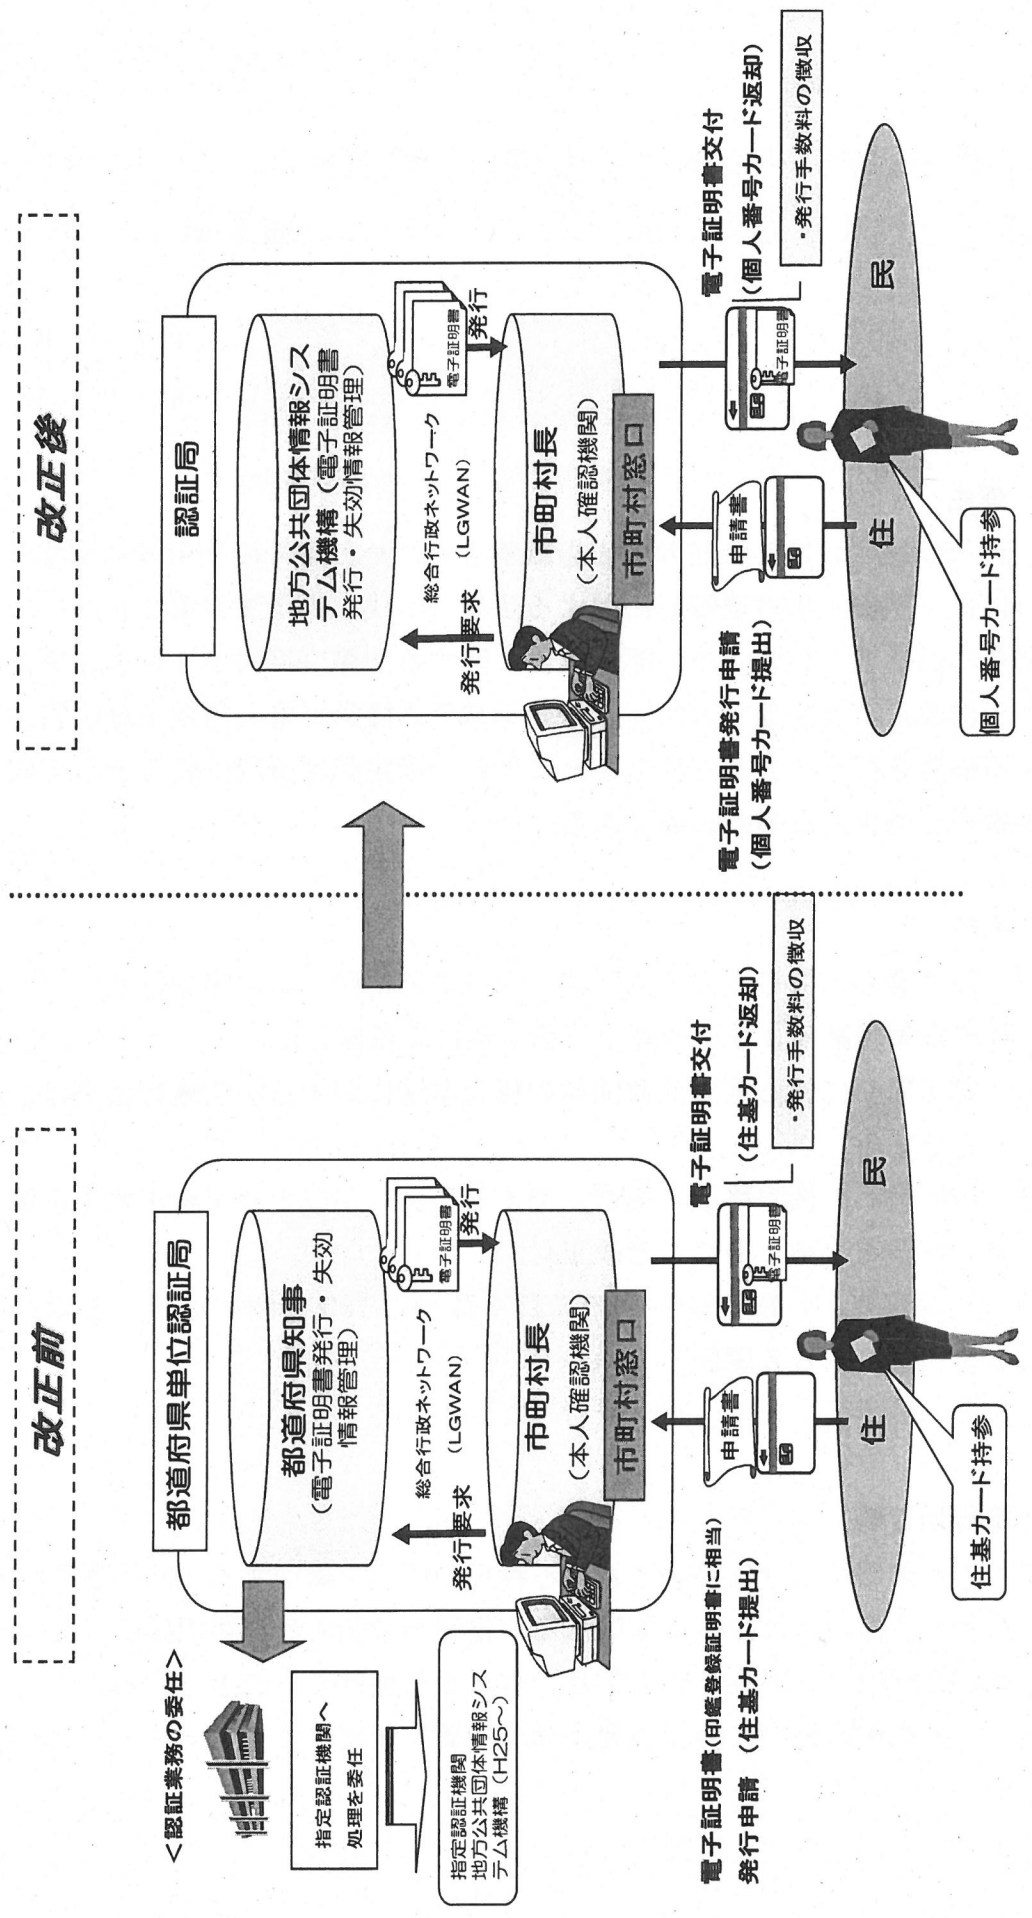 改正前
都道府県単位認証局
<認証業務の委任>
指定認証機関へ
処理を委任
指定認証機関
地方公共団体情報シス
テム機構(H25~)
都道府県知事
(電子証明書発行・失効
情報管理)
発行要求
総合行政ネットワーク
(LGWAN)
電子証明書
発行
市町村長
(本人確認機関)
市町村窓口
電子証明書(印鑑登録証明書に相当)
発行申請 (住基カード提出)
申請書
電子証明書
電子証明書交付
(住基カード返却)
・発行手数料の徴収
住
民
住基カード持参
改正後
認証局
地方公共団体情報シス
テム機構(電子証明書
発行・失効情報管理)
発行要求
総合行政ネットワーク
(LGWAN)
電子証明書
発行
市町村長
(本人確認機関)
市町村窓口
電子証明書発行申請
(個人番号カード提出)
申請書
電子証明書
電子証明書交付
(個人番号カード返却)
・発行手数料の徴収
住
民
個人番号カード持参